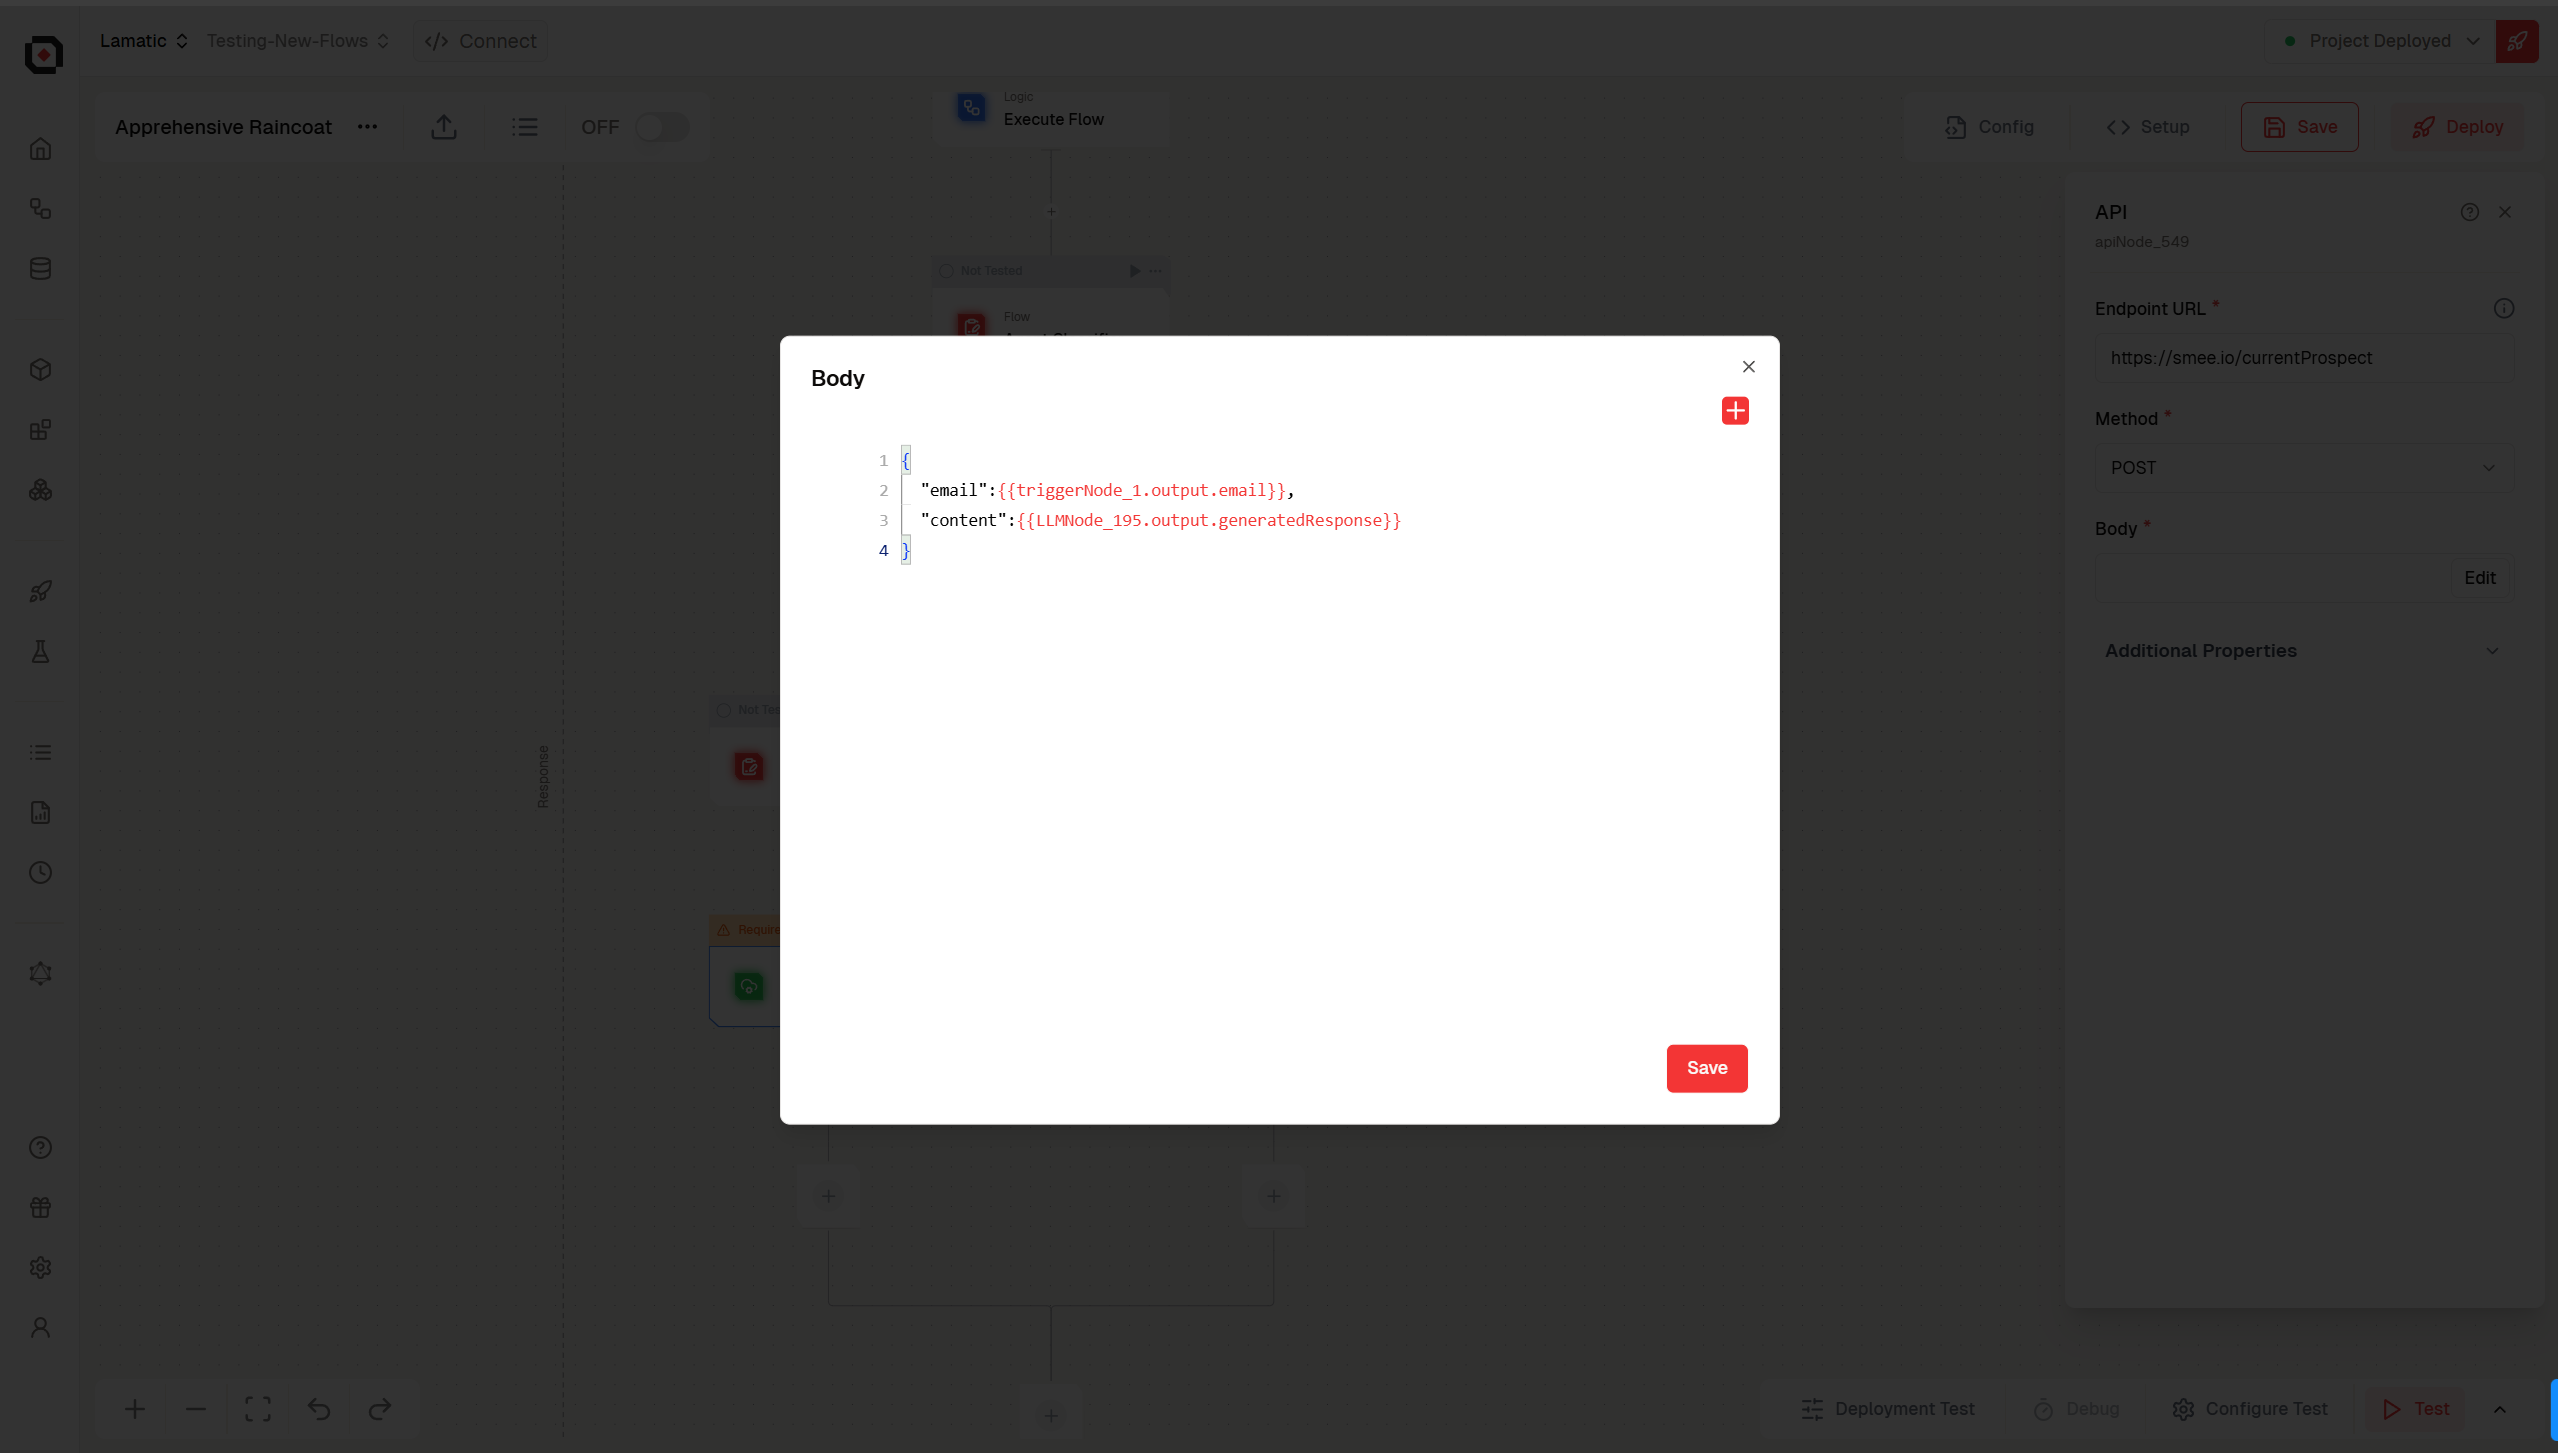 Lamatic
Testing-New-Flows
Connect
Project Deployed
Apprehensive Raincoat
OFF
Logic
Execute Flow
Config
Setup
Save
Deploy
Not Tested
Flow
API
apiNode_549
Endpoint URL *
https://smee.io/currentProspect
Method *
POST
Body *
Edit
Additional Properties
Body
1 {
2 "email":{{triggerNode_1.output.email}},
3 "content":{{LLMNode_195.output.generatedResponse}}
4 }
Save
Response
Not Tes
Require
Deployment Test
Debug
Configure Test
Test